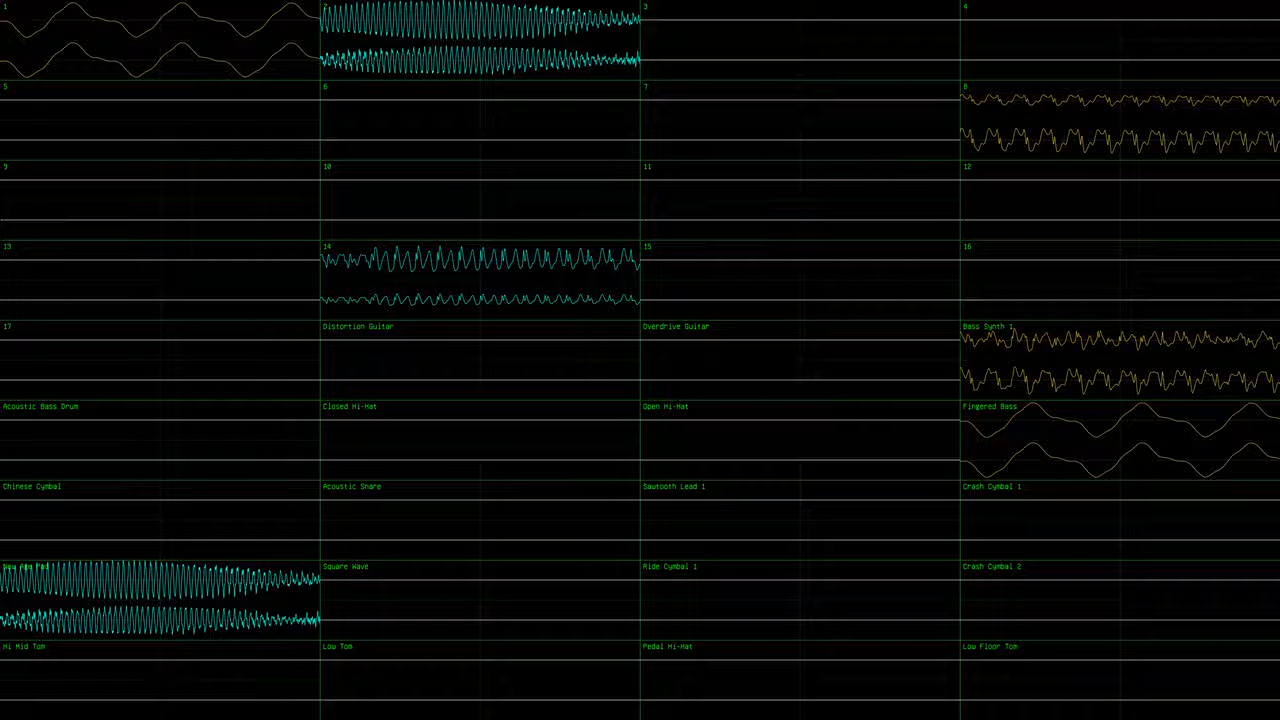 1
2
3
4
5
6
7
8
9
10
11
12
13
14
15
16
17
Distortion Guitar
Overdrive Guitar
Bass Synth 1
Acoustic Bass Drum
Closed Hi-Hat
Open Hi-Hat
Fingered Bass
Chinese Cymbal
Acoustic Snare
Sawtooth Lead 1
Crash Cymbal 1
New Age Pad
Square Wave
Ride Cymbal 1
Crash Cymbal 2
Hi Mid Tom
Low Tom
Pedal Hi-Hat
Low Floor Tom